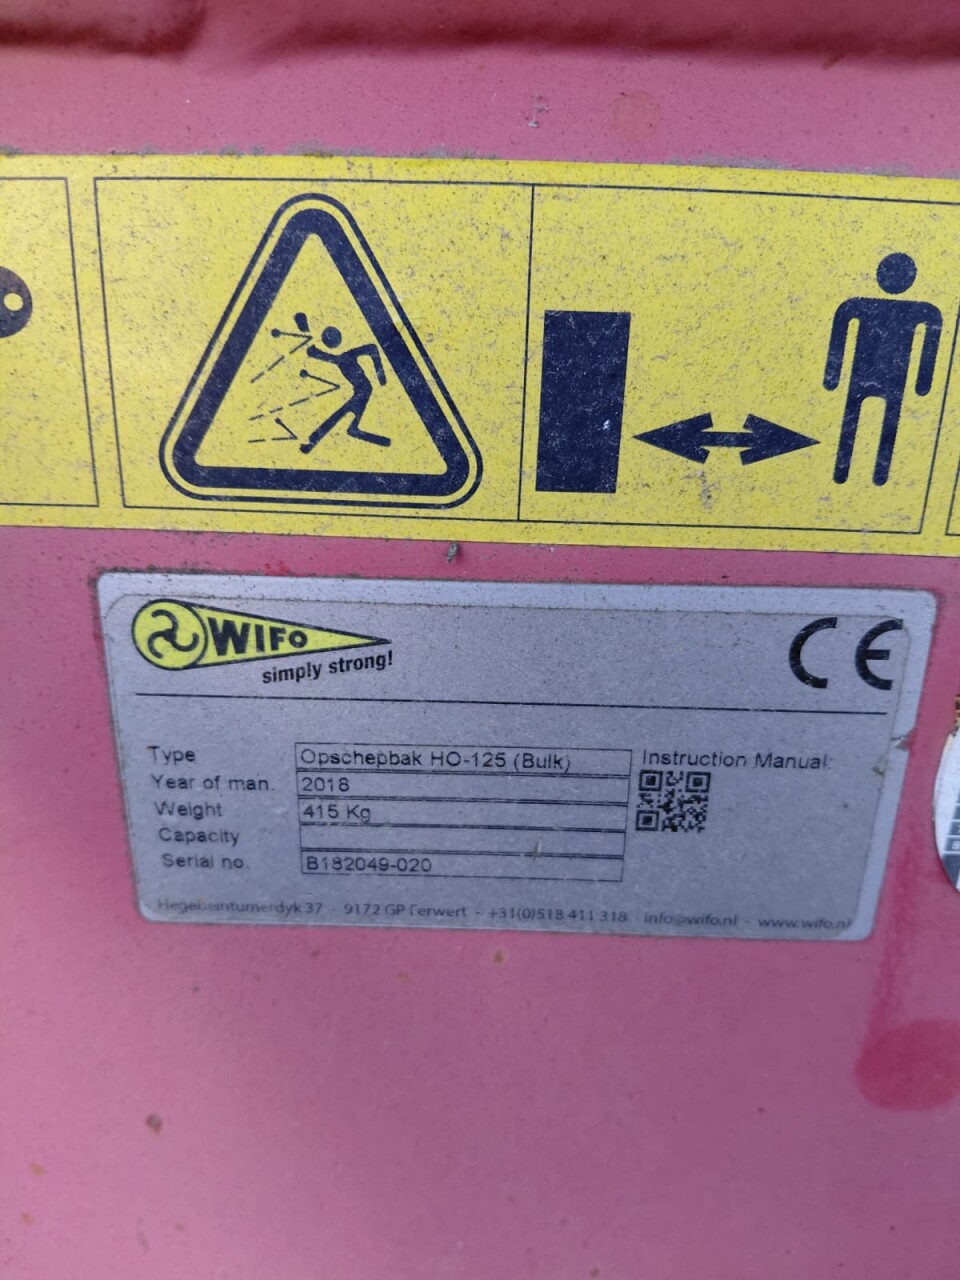 WIFO
simply strong!
CE
Type Opschepbak HO-125 (Bulk)
Instruction Manual:
Year of man. 2018
Weight 415 Kg
Capacity
Serial no. B182049-020
37 - 9172 GP Ferwert - +31(0)518 411 318 - info@wifo.nl - www.wifo.nl